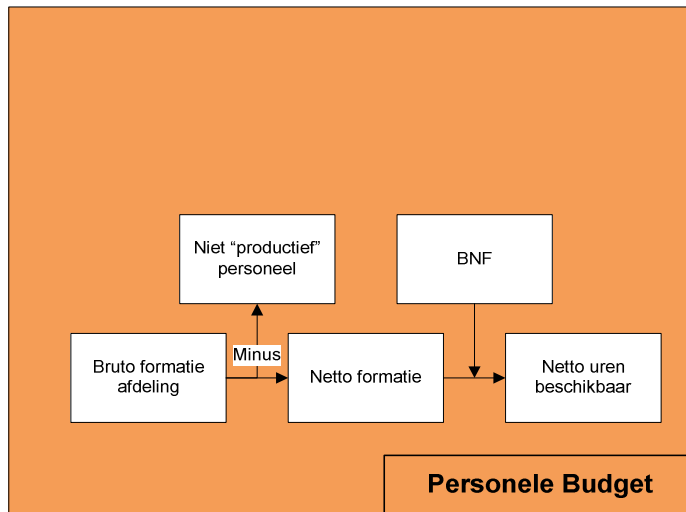 Niet “productief”
personeel
BNF
Minus
Bruto formatie
afdeling
Netto formatie
Netto uren
beschikbaar
Personele Budget